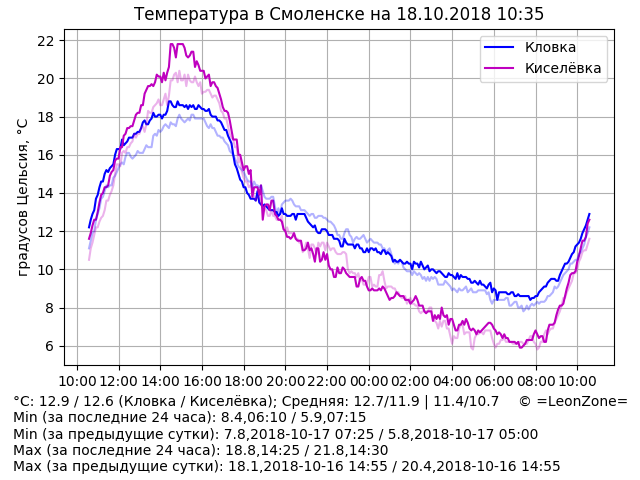 Температура в Смоленске на 18.10.2018 10:35
Кловка
Киселёвка
градусов Цельсия, °C
22
20
18
16
14
12
10
8
6
10:00 12:00 14:00 16:00 18:00 20:00 22:00 00:00 02:00 04:00 06:00 08:00 10:00
°C: 12.9 / 12.6 (Кловка / Киселёвка); Средняя: 12.7/11.9 | 11.4/10.7 © =LeonZone=
Min (за последние 24 часа): 8.4,06:10 / 5.9,07:15
Min (за предыдущие сутки): 7.8,2018-10-17 07:25 / 5.8,2018-10-17 05:00
Max (за последние 24 часа): 18.8,14:25 / 21.8,14:30
Max (за предыдущие сутки): 18.1,2018-10-16 14:55 / 20.4,2018-10-16 14:55